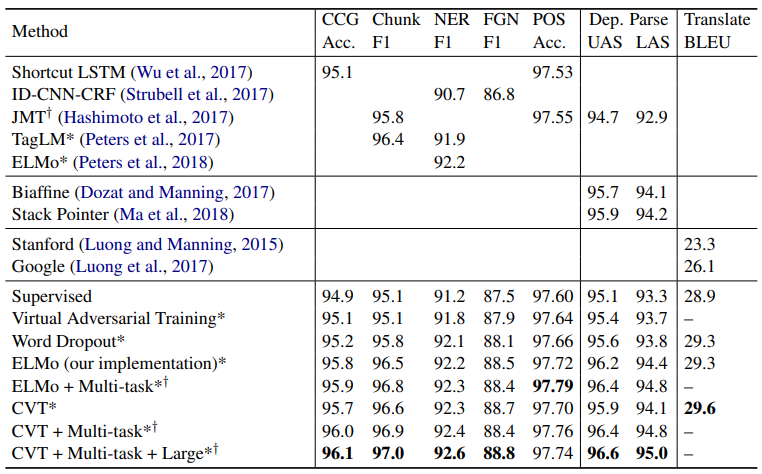 Method CCG Chunk NER FGN POS Dep. Parse Translate
Acc. F1 F1 F1 Acc. UAS LAS BLEU
Shortcut LSTM (Wu et al., 2017) 95.1 97.53
ID-CNN-CRF (Strubell et al., 2017) 90.7 86.8
JMT† (Hashimoto et al., 2017) 95.8 97.55 94.7 92.9
TagLM* (Peters et al., 2017) 96.4 91.9
ELMo* (Peters et al., 2018) 92.2
Biaffine (Dozat and Manning, 2017) 95.7 94.1
Stack Pointer (Ma et al., 2018) 95.9 94.2
Stanford (Luong and Manning, 2015) 23.3
Google (Luong et al., 2017) 26.1
Supervised 94.9 95.1 91.2 87.5 97.60 95.1 93.3 28.9
Virtual Adversarial Training* 95.1 95.1 91.8 87.9 97.64 95.4 93.7 –
Word Dropout* 95.2 95.8 92.1 88.1 97.66 95.6 93.8 29.3
ELMo (our implementation)* 95.8 96.5 92.2 88.5 97.72 96.2 94.4 29.3
ELMo + Multi-task*† 95.9 96.8 92.3 88.4 97.79 96.4 94.8 –
CVT* 95.7 96.6 92.3 88.7 97.70 95.9 94.1 29.6
CVT + Multi-task*† 96.0 96.9 92.4 88.4 97.76 96.4 94.8 –
CVT + Multi-task + Large*† 96.1 97.0 92.6 88.8 97.74 96.6 95.0 –